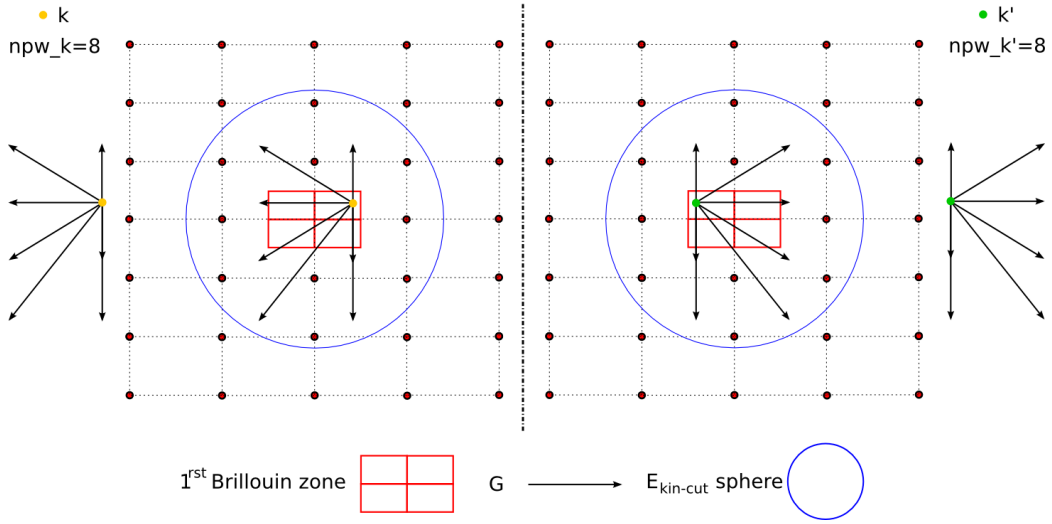 k
npw_k=8
k'
npw_k'=8
1rst Brillouin zone
G
Ekin-cut sphere